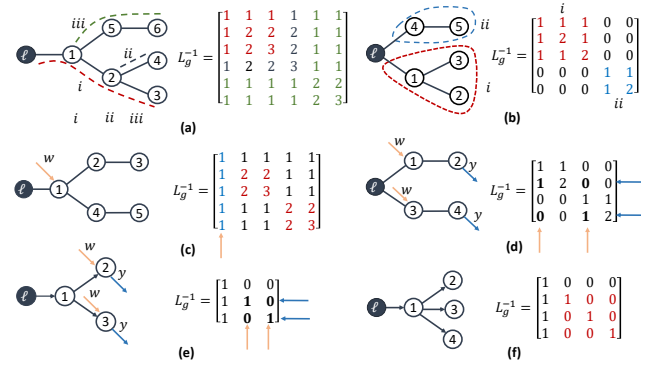 iii
5
6
ℓ
1
ii
4
2
i
3
i ii iii
(a)
L_g^{-1} =
1 1 1 1 1 1
1 2 2 2 1 1
1 2 3 2 1 1
1 2 2 3 1 1
1 1 1 1 2 2
1 1 1 1 2 3
4
5
ii
ℓ
3
1
i
2
(b)
i
L_g^{-1} =
1 1 1 0 0
1 2 1 0 0
1 1 2 0 0
0 0 0 1 1
0 0 0 1 2
ii
w
2
3
ℓ
1
4
5
(c)
L_g^{-1} =
1 1 1 1 1
1 2 2 1 1
1 2 3 1 1
1 1 1 2 2
1 1 1 2 3
w
1
2
y
ℓ
w
3
4
y
(d)
L_g^{-1} =
1 1 0 0
1 2 0 0
0 0 1 1
0 0 1 2
w
2
y
w
ℓ
1
3
y
(e)
L_g^{-1} =
1 0 0
1 1 0
1 0 1
2
ℓ
1
3
4
(f)
L_g^{-1} =
1 0 0 0
1 1 0 0
1 0 1 0
1 0 0 1